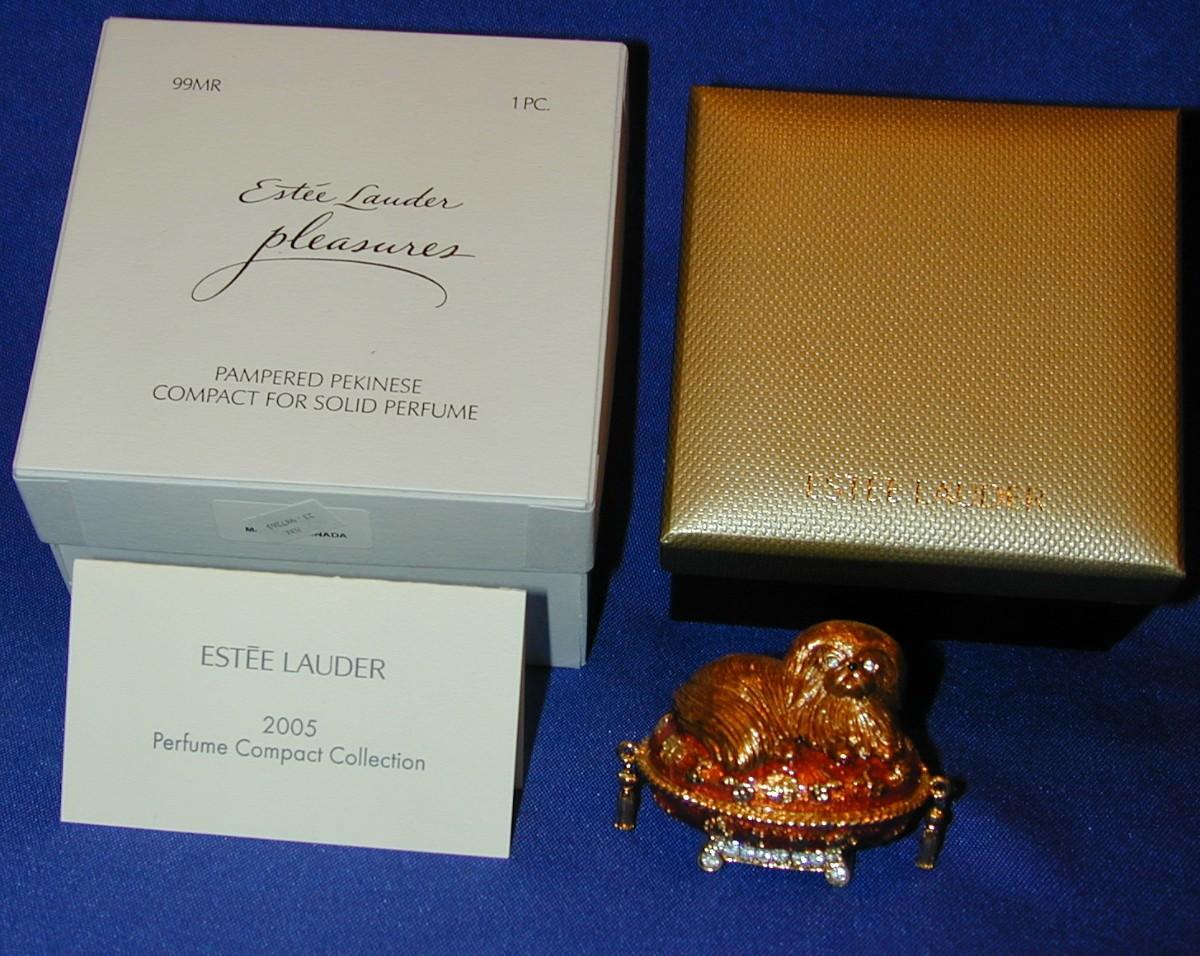 99MR
1 PC.
Estée Lauder
pleasures
PAMPERED PEKINESE
COMPACT FOR SOLID PERFUME
ESTĒE LAUDER
2005
Perfume Compact Collection
ESTEE LAUDER